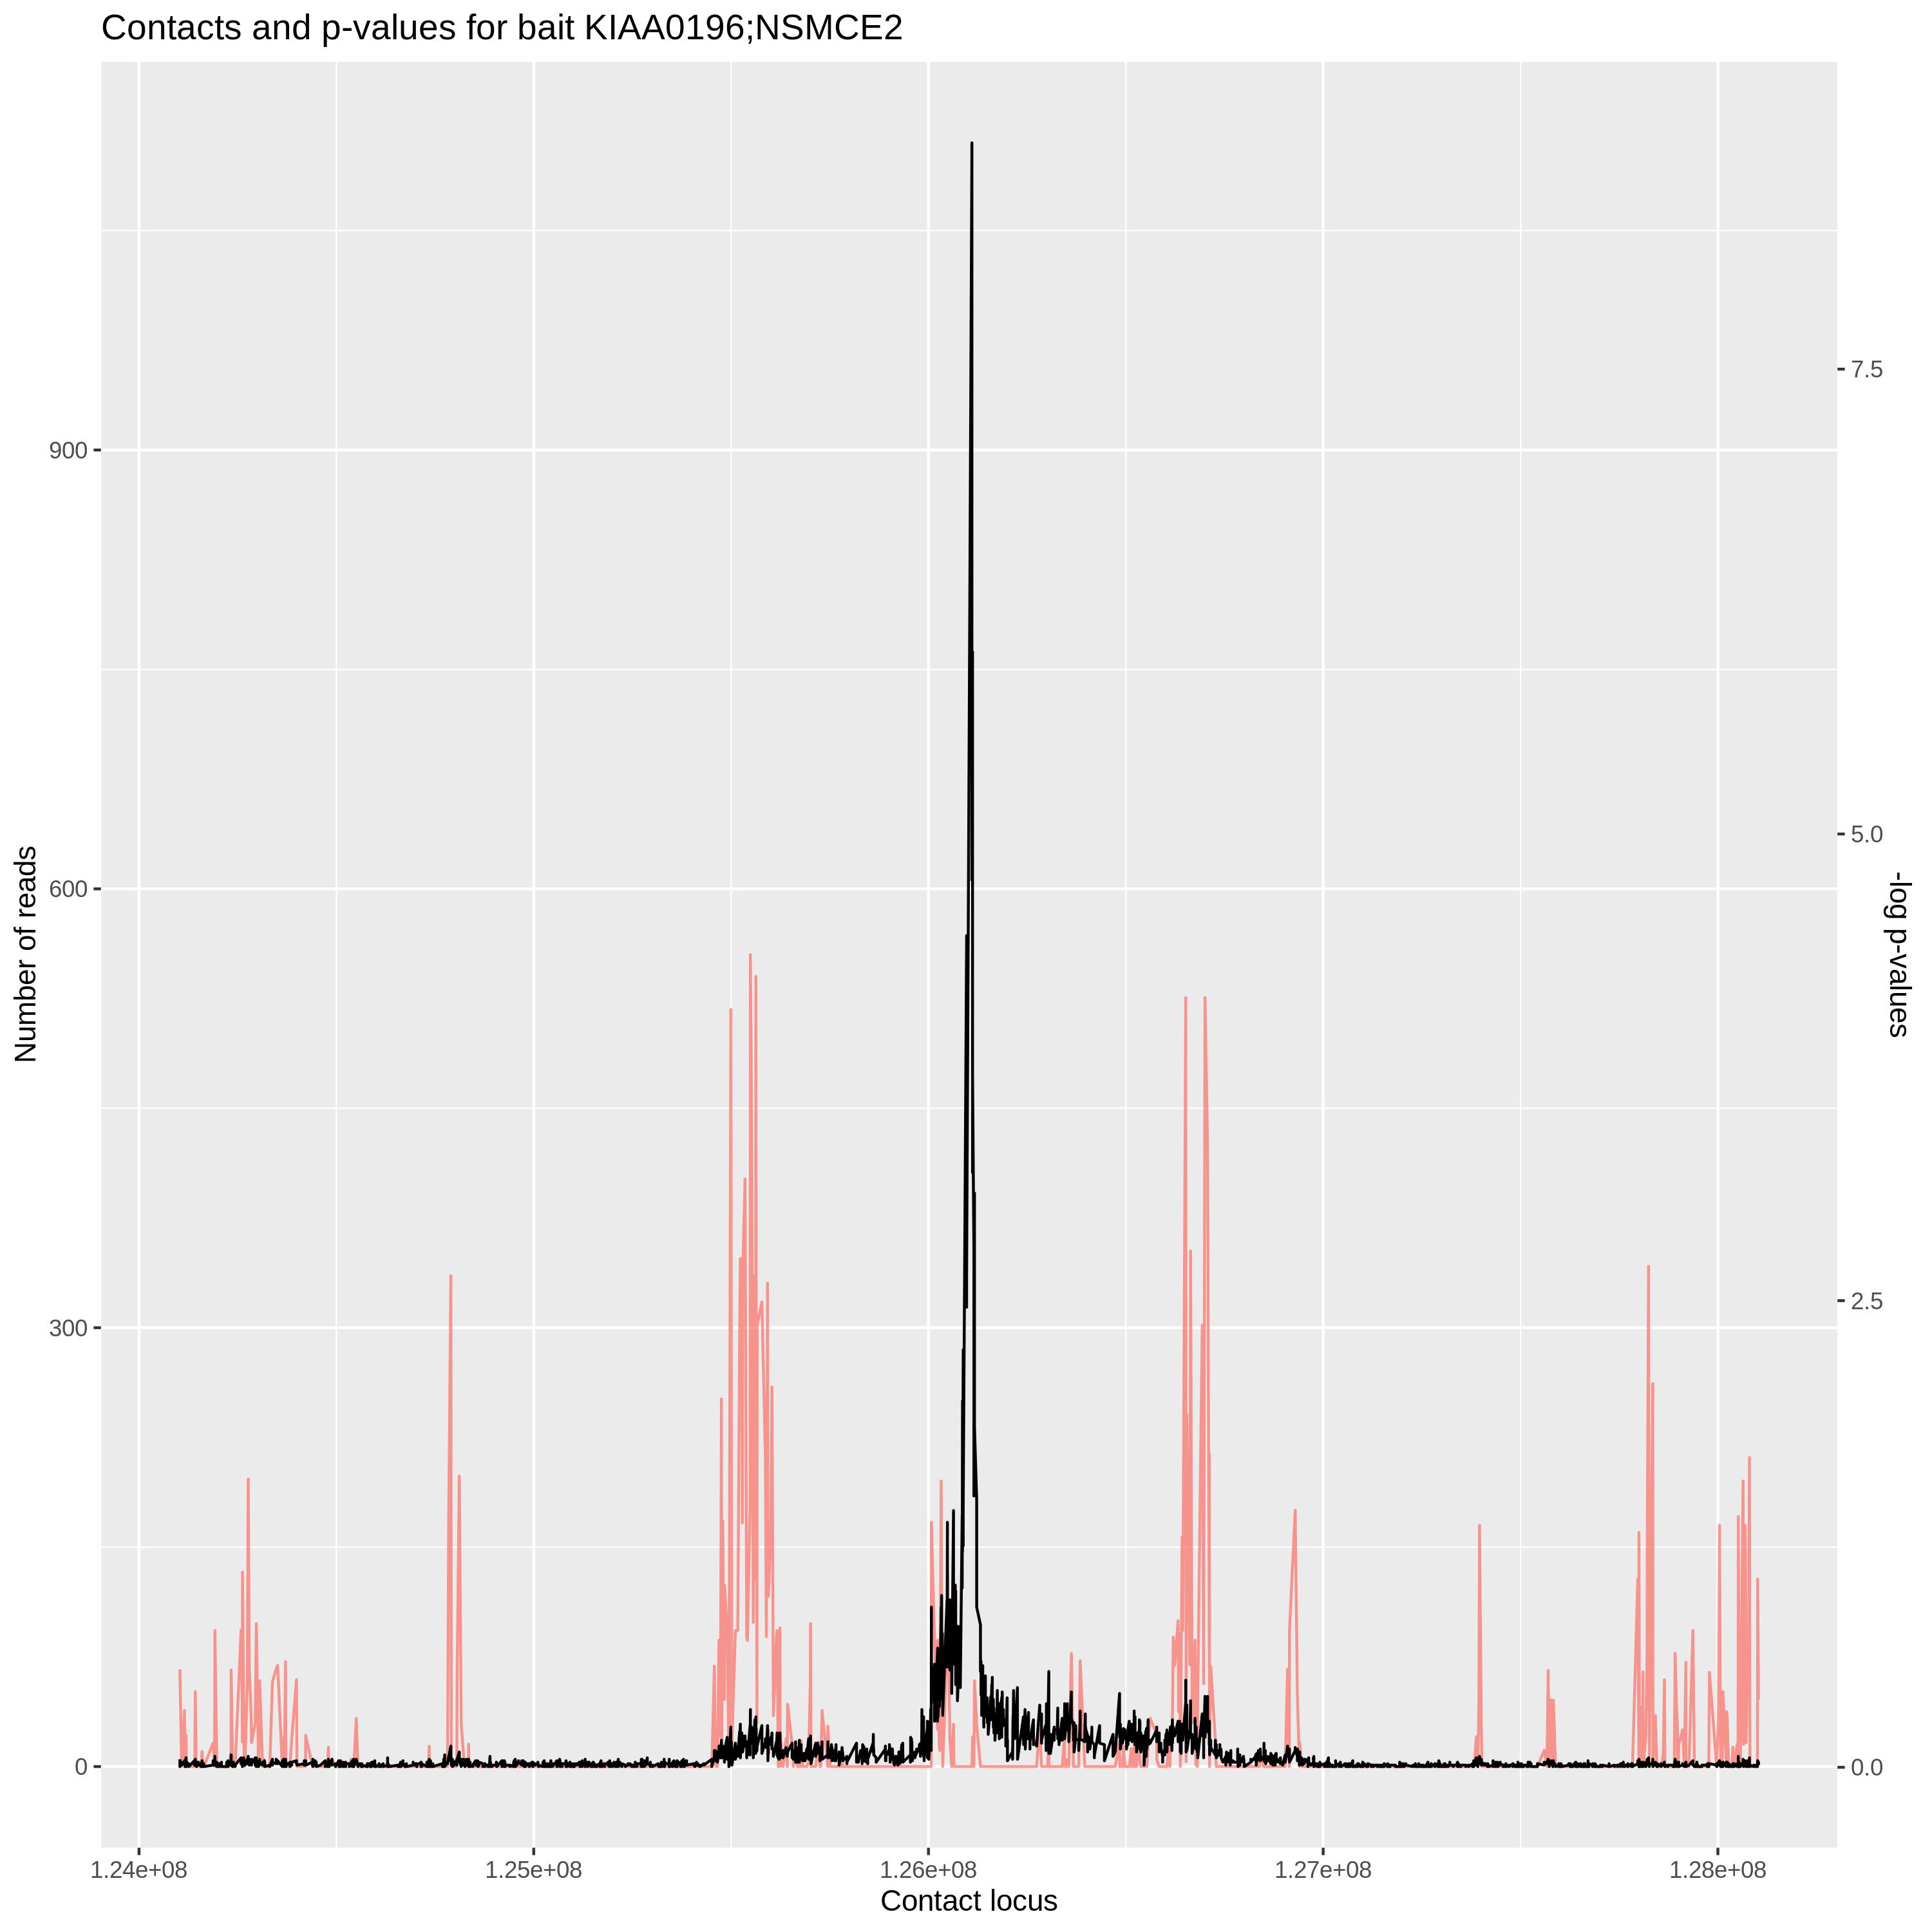 Contacts and p-values for bait KIAA0196;NSMCE2
900
600
300
0
Number of reads
7.5
5.0
2.5
0.0
-log p-values
1.24e+08
1.25e+08
1.26e+08
1.27e+08
1.28e+08
Contact locus